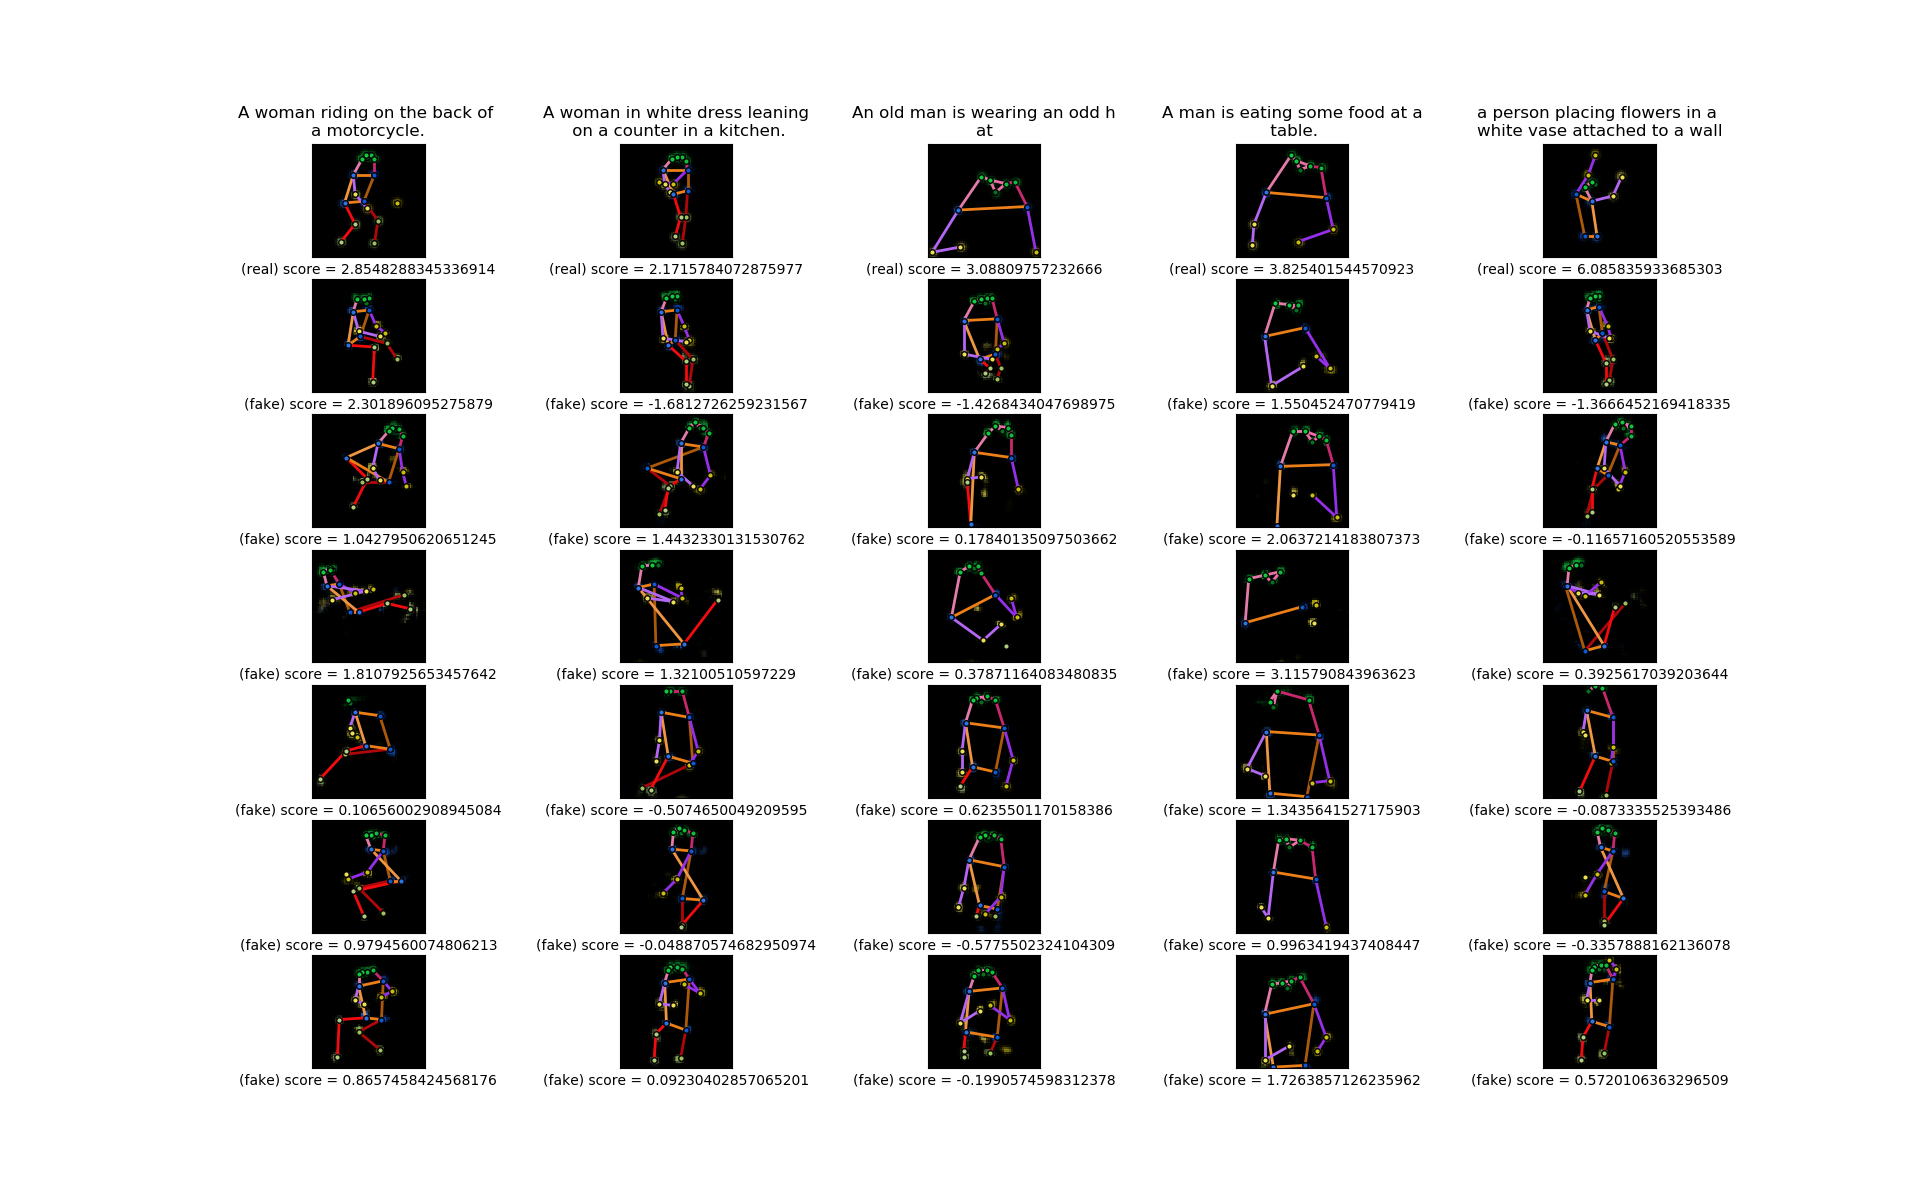 A woman riding on the back of
a motorcycle.
A woman in white dress leaning
on a counter in a kitchen.
An old man is wearing an odd h
at
A man is eating some food at a
table.
a person placing flowers in a
white vase attached to a wall
(real) score = 2.8548288345336914
(real) score = 2.1715784072875977
(real) score = 3.08809757232666
(real) score = 3.825401544570923
(real) score = 6.085835933685303
(fake) score = 2.301896095275879
(fake) score = -1.6812726259231567
(fake) score = -1.4268434047698975
(fake) score = 1.550452470779419
(fake) score = -1.3666452169418335
(fake) score = 1.0427950620651245
(fake) score = 1.4432330131530762
(fake) score = 0.17840135097503662
(fake) score = 2.0637214183807373
(fake) score = -0.11657160520553589
(fake) score = 1.8107925653457642
(fake) score = 1.32100510597229
(fake) score = 0.37871164083480835
(fake) score = 3.115790843963623
(fake) score = 0.3925617039203644
(fake) score = 0.10656002908945084
(fake) score = -0.5074650049209595
(fake) score = 0.6235501170158386
(fake) score = 1.3435641527175903
(fake) score = -0.0873335525393486
(fake) score = 0.9794560074806213
(fake) score = -0.048870574682950974
(fake) score = -0.5775502324104309
(fake) score = 0.9963419437408447
(fake) score = -0.3357888162136078
(fake) score = 0.8657458424568176
(fake) score = 0.09230402857065201
(fake) score = -0.1990574598312378
(fake) score = 1.7263857126235962
(fake) score = 0.5720106363296509